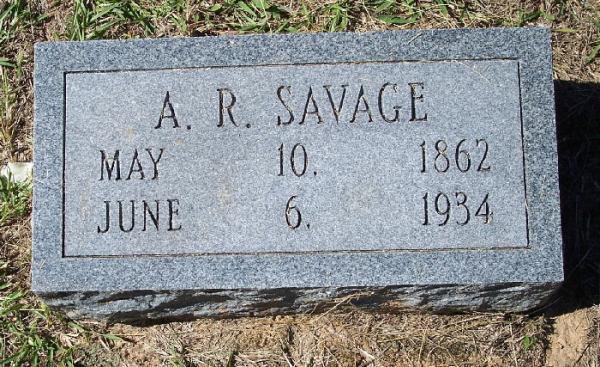 A. R. SAVAGE
MAY 10. 1862
JUNE 6. 1934